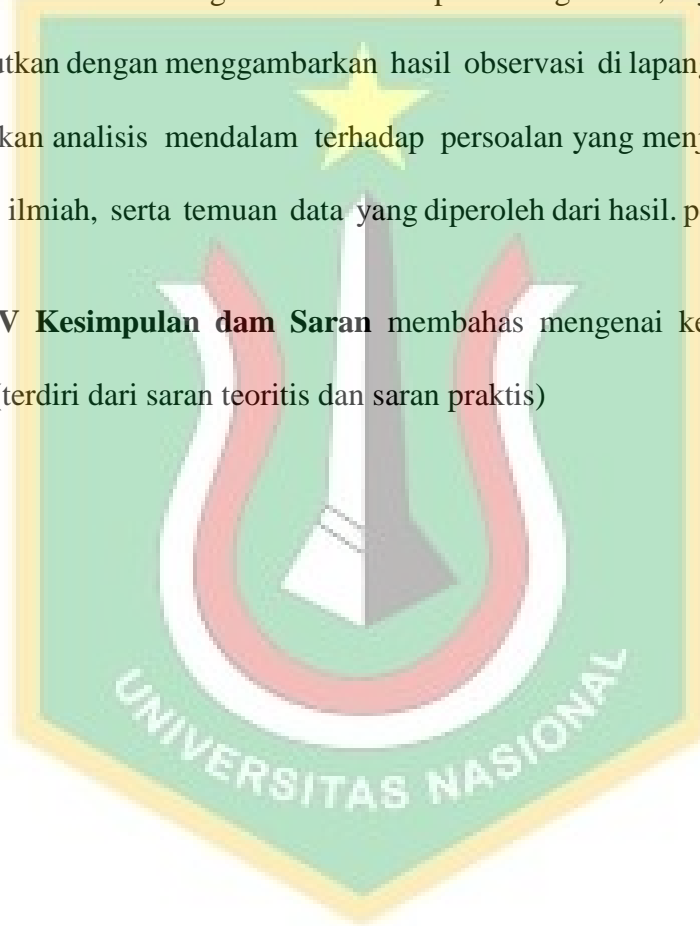 utkan dengan menggambarkan hasil observasi di lapang
kan analisis mendalam terhadap persoalan yang menj
ilmiah, serta temuan data yang diperoleh dari hasil. p
V Kesimpulan dam Saran membahas mengenai ke
(terdiri dari saran teoritis dan saran praktis)
UNIVERSITAS NASIONAL